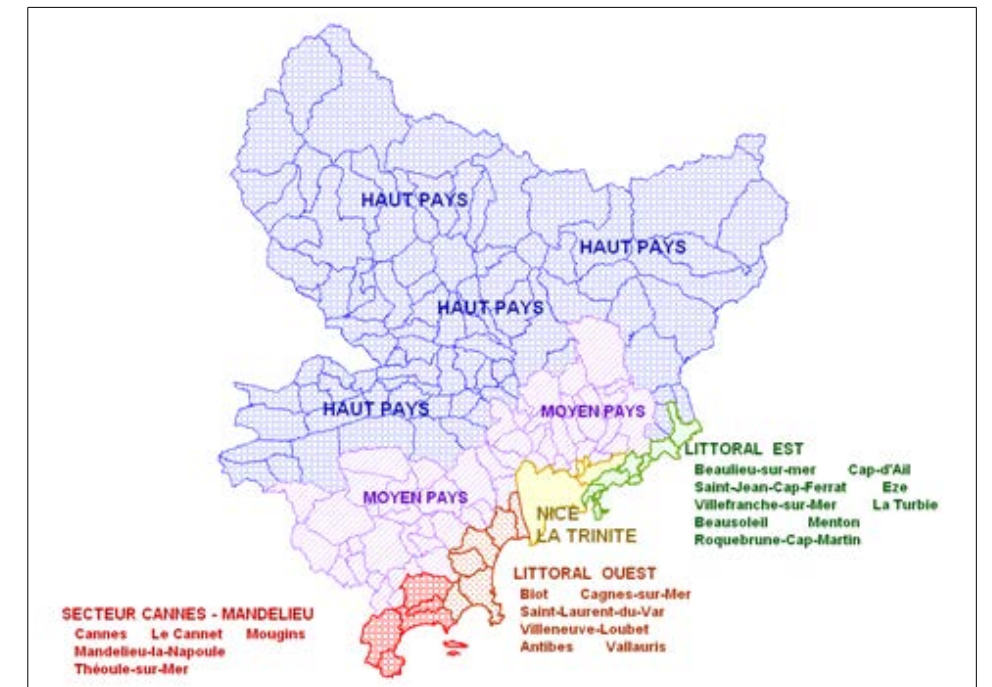 HAUT PAYS
HAUT PAYS
HAUT PAYS
HAUT PAYS
MOYEN PAYS
LITTORAL EST
Beaulieu-sur-mer Cap-d'Ail
Saint-Jean-Cap-Ferrat Eze
Villefranche-sur-Mer La Turbie
Beausoleil Menton
Roquebrune-Cap-Martin
MOYEN PAYS
NICE
LA TRINITE
LITTORAL OUEST
Biot Cagnes-sur-Mer
Saint-Laurent-du-Var
Villeneuve-Loubet
Antibes Vallauris
SECTEUR CANNES - MANDELIEU
Cannes Le Cannet Mougins
Mandelieu-la-Napoule
Théoule-sur-Mer